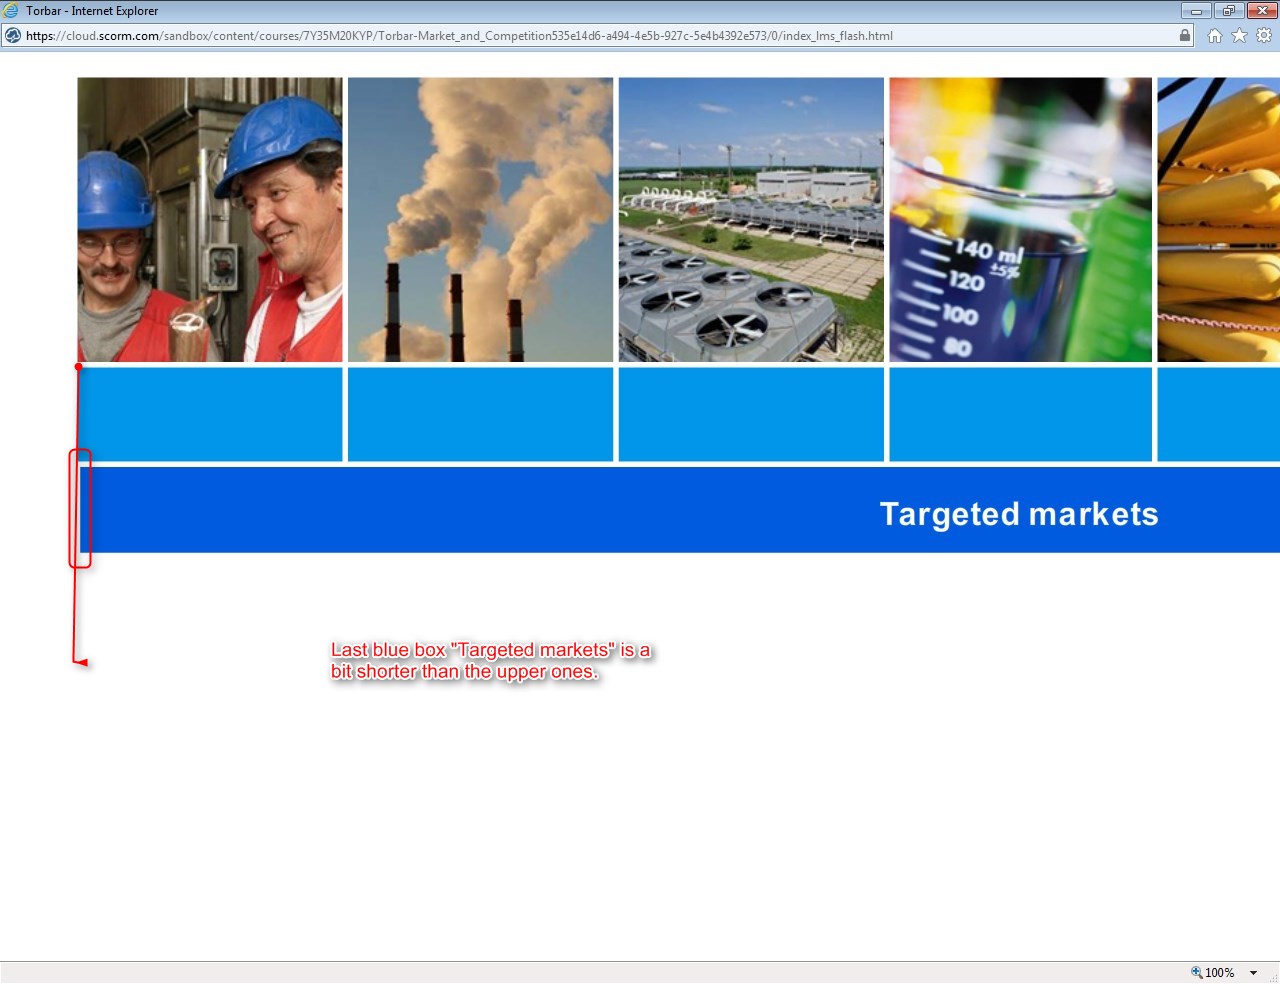 Torbar - Internet Explorer
https://cloud.scorm.com/sandbox/content/courses/7Y35M20KYP/Torbar-Market_and_Competition535e14d6-a494-4e5b-927c-5e4b4392e573/0/index_lms_flash.html
140 ml
±5%
120
100
80
Targeted markets
Last blue box "Targeted markets" is a
bit shorter than the upper ones.
100%